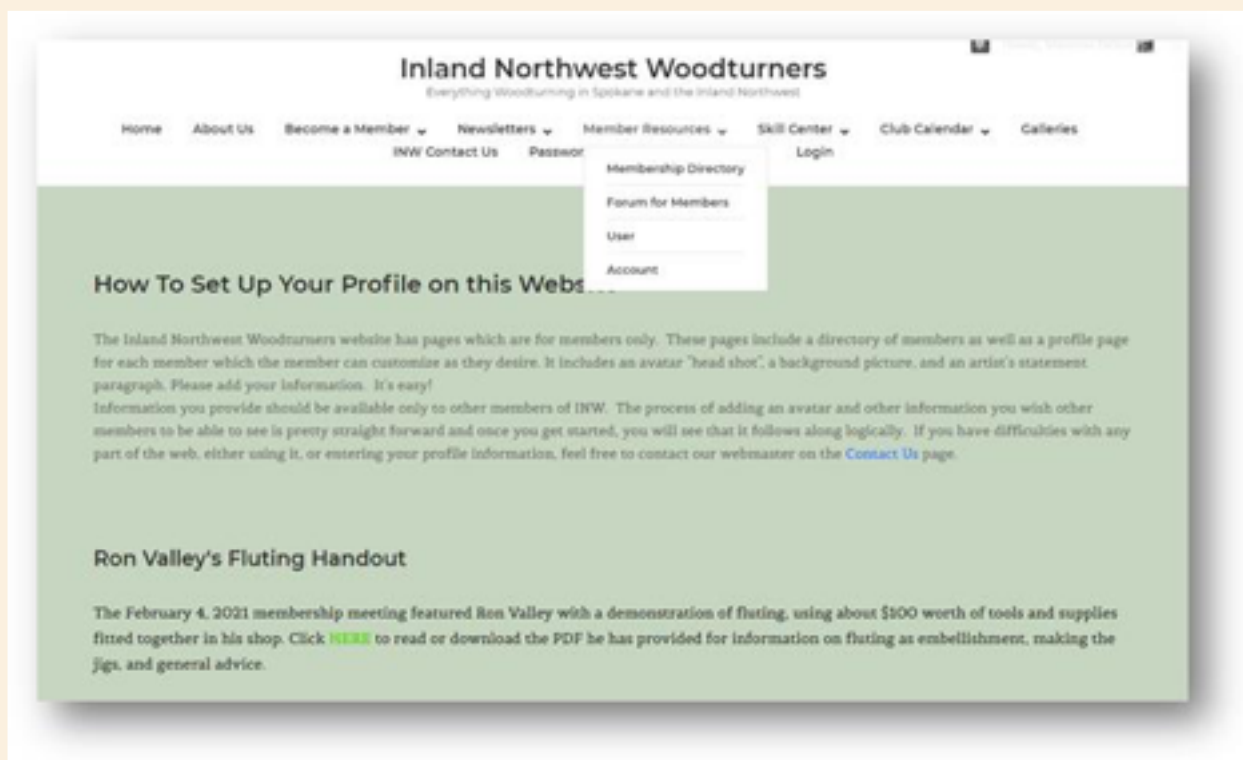 Inland Northwest Woodturners
Everything Woodturning in Spokane and the Inland Northwest
Home About Us Become a Member Newsletters Member Resources Skill Center Club Calendar Galleries
INW Contact Us Login
Membership Directory
Forum for Members
User
Account
How To Set Up Your Profile on this
The Inland Northwest Woodturners website has pages which are for members only. These pages include a directory of members as well as a profile page
for each member which the member can customize as they desire. It includes an avatar "head shot", a background picture, and an artist's statement
paragraph. Please add your information. It's easy!
Information you provide should be available only to other members of INW. The process of adding an avatar and other information you wish other
members to be able to see is pretty straight forward and once you get started, you will see that it follows along logically. If you have difficulties with any
part of the web, either using it, or entering your profile information, feel free to contact our webmaster on the Contact Us page.
Ron Valley's Fluting Handout
The February 4, 2021 membership meeting featured Ron Valley with a demonstration of fluting, using about $100 worth of tools and supplies
fitted together in his shop. Click HERE to read or download the PDF he has provided for information on fluting as embellishment, making the
jigs, and general advice.